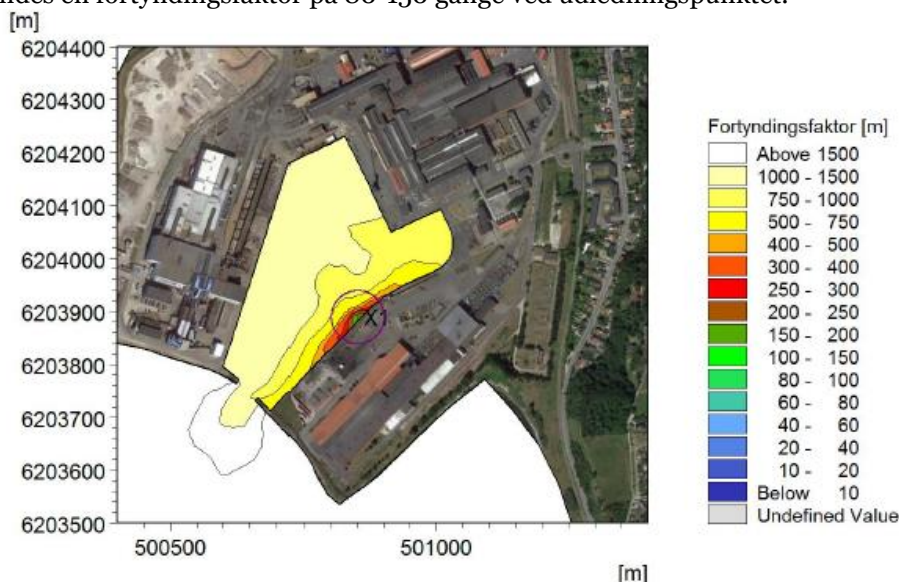 ndes en fortyndingsfaktor på 80-150 gange ved udledningspunktet.
[m]
6204400
6204300
6204200
6204100
6204000
6203900
6203800
6203700
6203600
6203500
500500 501000
[m]
X
Fortyndingsfaktor [m]
Above 1500
1000 - 1500
750 - 1000
500 - 750
400 - 500
300 - 400
250 - 300
200 - 250
150 - 200
100 - 150
80 - 100
60 - 80
40 - 60
20 - 40
10 - 20
Below 10
Undefined Value